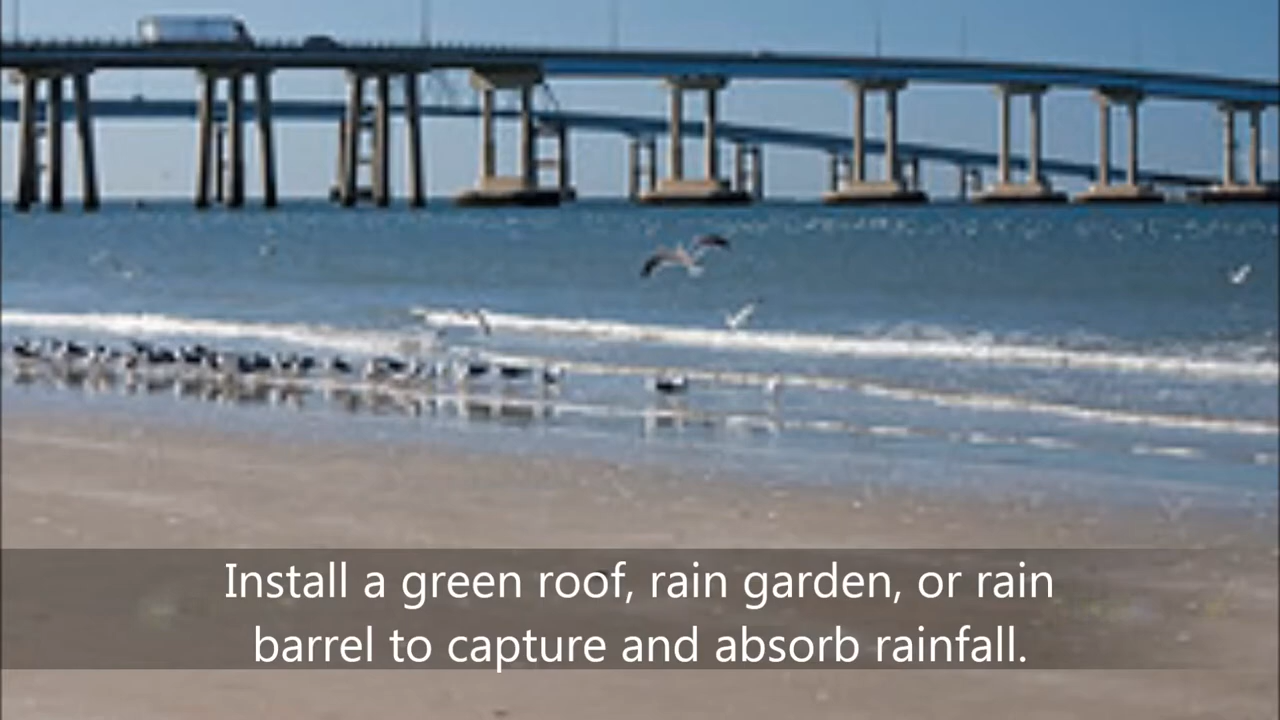 Install a green roof, rain garden, or rain
barrel to capture and absorb rainfall.